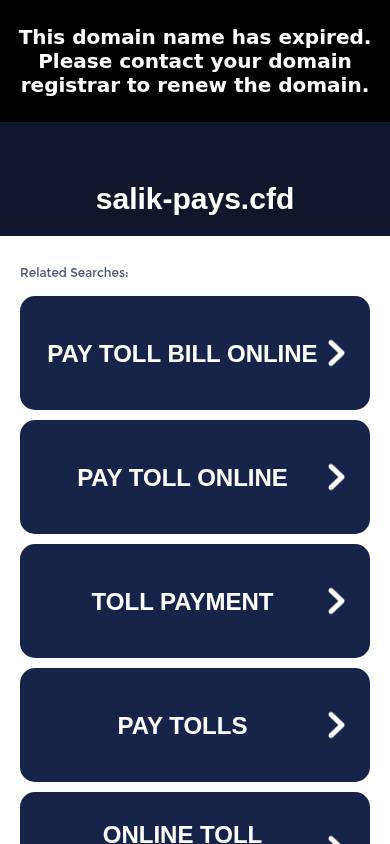 This domain name has expired.
Please contact your domain
registrar to renew the domain.
salik-pays.cfd
Related Searches:
PAY TOLL BILL ONLINE
PAY TOLL ONLINE
TOLL PAYMENT
PAY TOLLS
ONLINE TOLL